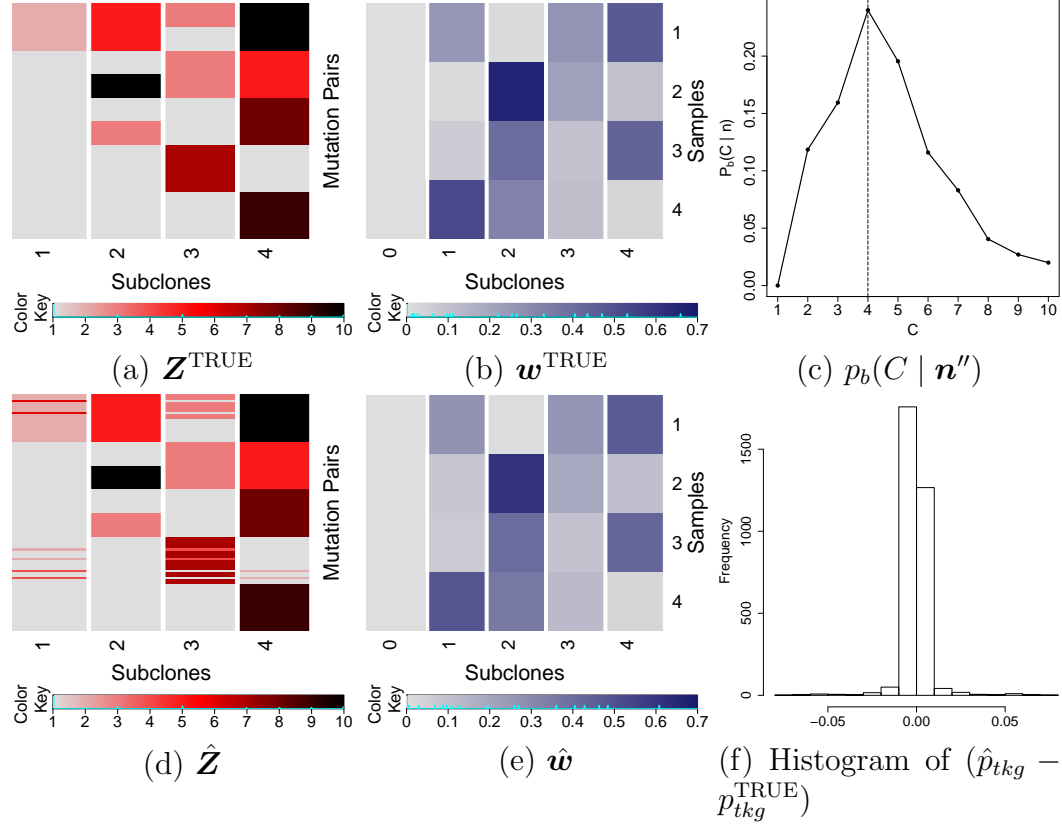 1
2
3
4
Subclones
Mutation Pairs
Color
Key
1 2 3 4 5 6 7 8 9 10
(a) Z^TRUE
0
1
2
3
4
Subclones
1
2
3
4
Samples
Color
Key
0 0.1 0.2 0.3 0.4 0.5 0.6 0.7
(b) w^TRUE
0.20
0.15
0.10
0.05
0.00
P_b(C | n)
1 2 3 4 5 6 7 8 9 10
C
(c) p_b(C | n″)
1
2
3
4
Subclones
Mutation Pairs
Color
Key
1 2 3 4 5 6 7 8 9 10
(d) Ẑ
0
1
2
3
4
Subclones
1
2
3
4
Samples
Color
Key
0 0.1 0.2 0.3 0.4 0.5 0.6 0.7
(e) ŵ
1500
1000
500
0
Frequency
−0.05 0.00 0.05
(f) Histogram of (p̂_tkg −
p_tkg^TRUE)